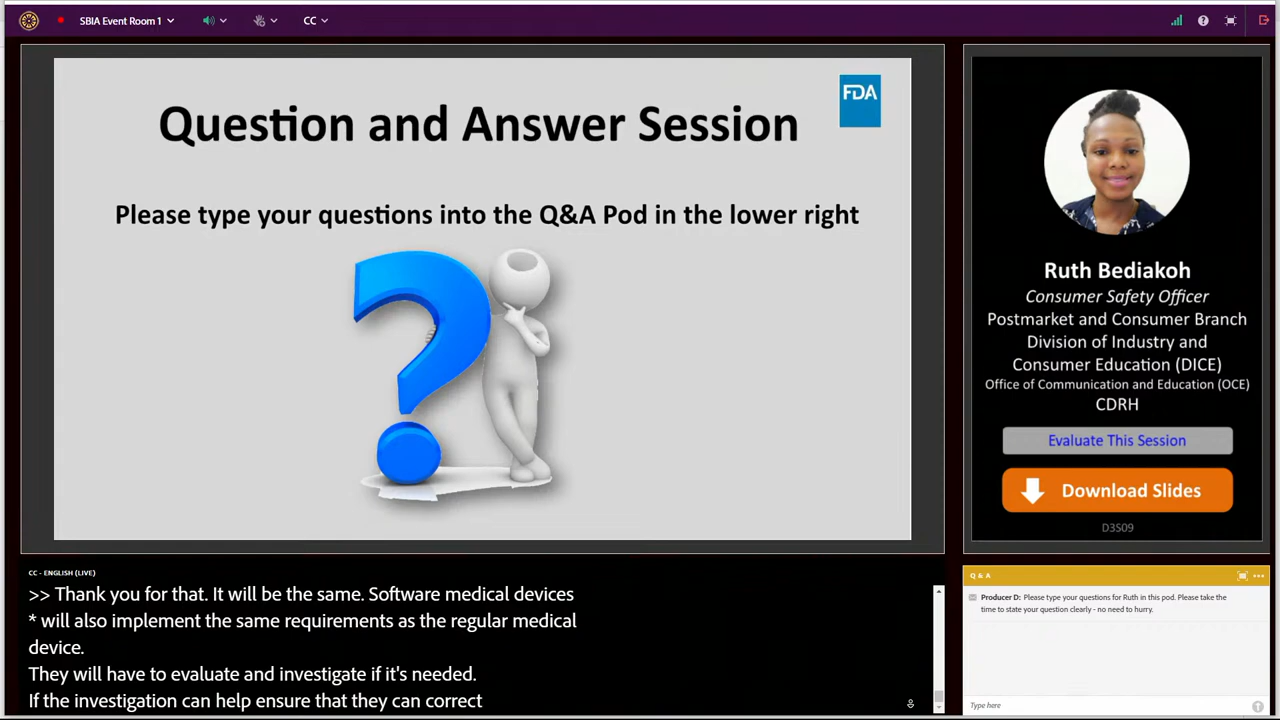 SBIA Event Room 1
CC
FDA
Question and Answer Session
Please type your questions into the Q&A Pod in the lower right
Ruth Bediakoh
Consumer Safety Officer
Postmarket and Consumer Branch
Division of Industry and
Consumer Education (DICE)
Office of Communication and Education (OCE)
CDRH
Evaluate This Session
Download Slides
D3S09
CC - ENGLISH (LIVE)
>> Thank you for that. It will be the same. Software medical devices
* will also implement the same requirements as the regular medical
device.
They will have to evaluate and investigate if it's needed.
If the investigation can help ensure that they can correct
Q & A
Producer D: Please type your questions for Ruth in this pod. Please take the
time to state your question clearly - no need to hurry.
Type here